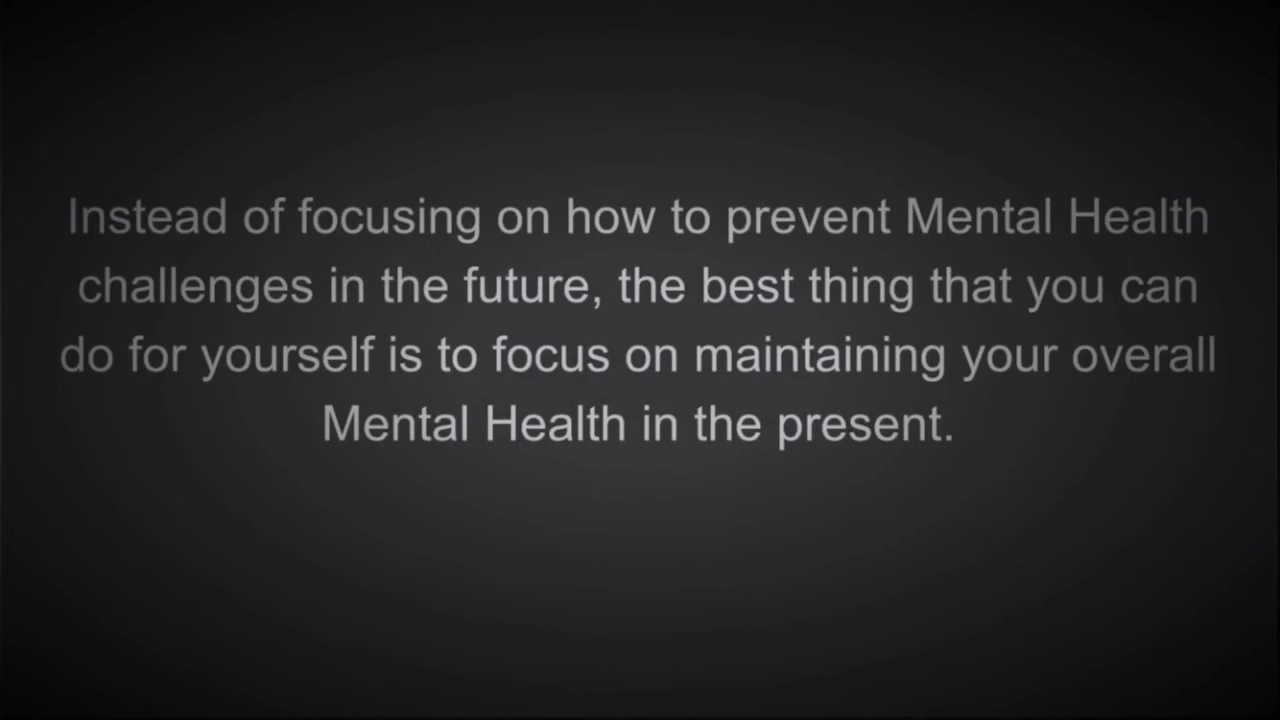 Instead of focusing on how to prevent Mental Health
challenges in the future, the best thing that you can
do for yourself is to focus on maintaining your overall
Mental Health in the present.